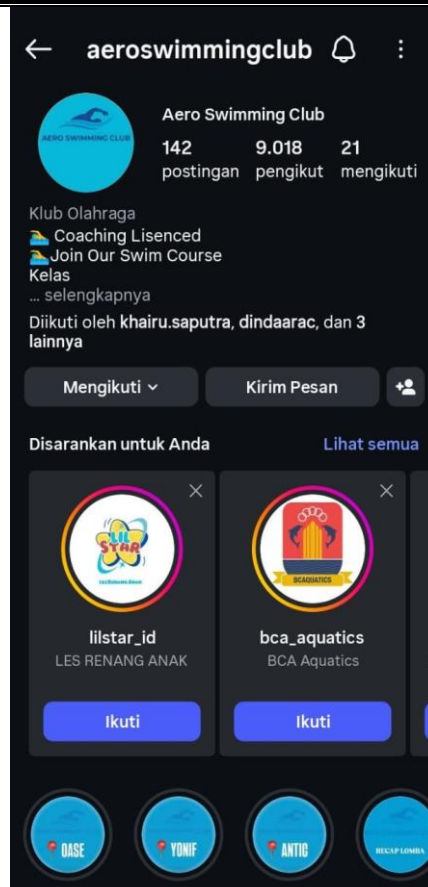 aeroswimmingclub
AERO SWIMMING CLUB
Aero Swimming Club
142 9.018 21
postingan pengikut mengikuti
Klub Olahraga
Coaching Lisenced
Join Our Swim Course
Kelas
... selengkapnya
Diikuti oleh khairu.saputra, dindaarac, dan 3
lainnya
Mengikuti Kirim Pesan
Disarankan untuk Anda Lihat semua
LIL
STAR
LES RENANG ANAK
BCAQUATICS
lilstar_id
LES RENANG ANAK
Ikuti
bca_aquatics
BCA Aquatics
Ikuti
OASE
YONIF
ANTIC
RECAP LOMBA